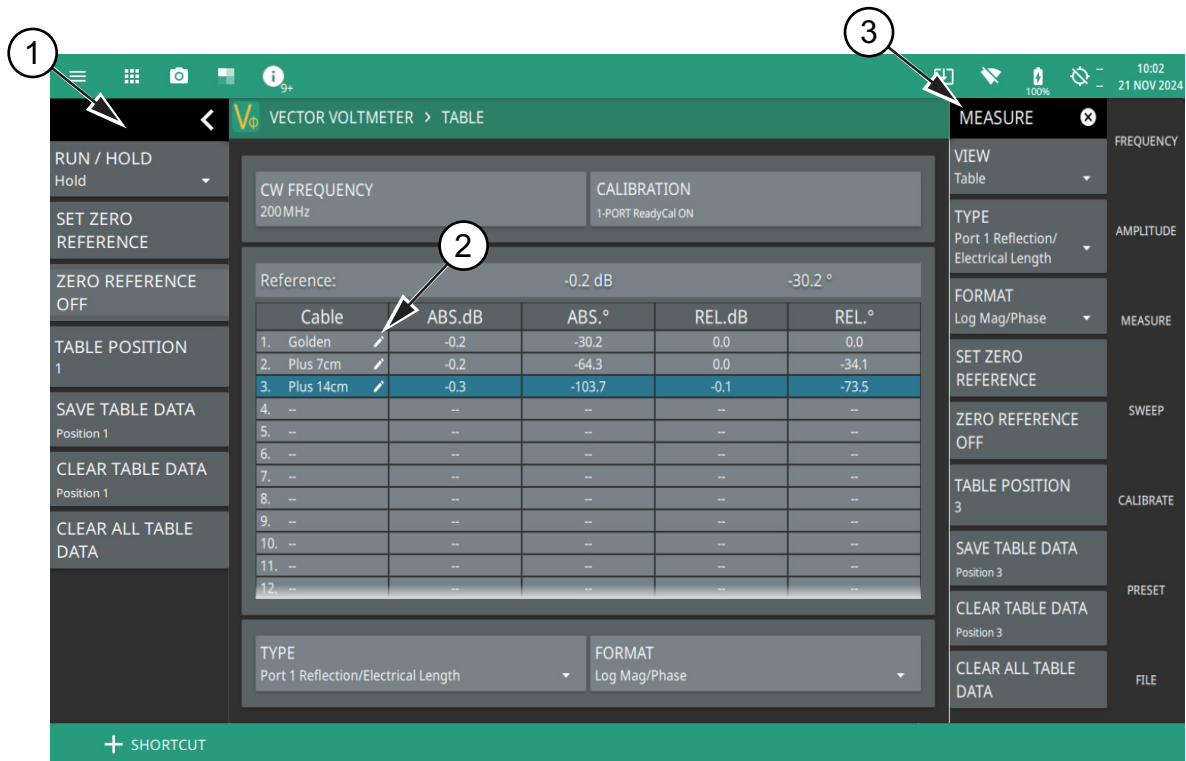 1
3
9+
100%
--
--
10:02
21 NOV 2024
VΦ VECTOR VOLTMETER > TABLE
RUN / HOLD
Hold
SET ZERO
REFERENCE
ZERO REFERENCE
OFF
TABLE POSITION
1
SAVE TABLE DATA
Position 1
CLEAR TABLE DATA
Position 1
CLEAR ALL TABLE
DATA
CW FREQUENCY
200 MHz
CALIBRATION
1-PORT ReadyCal ON
2
Reference: -0.2 dB -30.2 °
Cable ABS.dB ABS.° REL.dB REL.°
1. Golden -0.2 -30.2 0.0 0.0
2. Plus 7cm -0.2 -64.3 0.0 -34.1
3. Plus 14cm -0.3 -103.7 -0.1 -73.5
4. -- -- -- -- --
5. -- -- -- -- --
6. -- -- -- -- --
7. -- -- -- -- --
8. -- -- -- -- --
9. -- -- -- -- --
10. -- -- -- -- --
11. -- -- -- -- --
12. -- -- -- -- --
TYPE
Port 1 Reflection/Electrical Length
FORMAT
Log Mag/Phase
MEASURE
VIEW
Table
TYPE
Port 1 Reflection/
Electrical Length
FORMAT
Log Mag/Phase
SET ZERO
REFERENCE
ZERO REFERENCE
OFF
TABLE POSITION
3
SAVE TABLE DATA
Position 3
CLEAR TABLE DATA
Position 3
CLEAR ALL TABLE
DATA
FREQUENCY
AMPLITUDE
MEASURE
SWEEP
CALIBRATE
PRESET
FILE
+ SHORTCUT